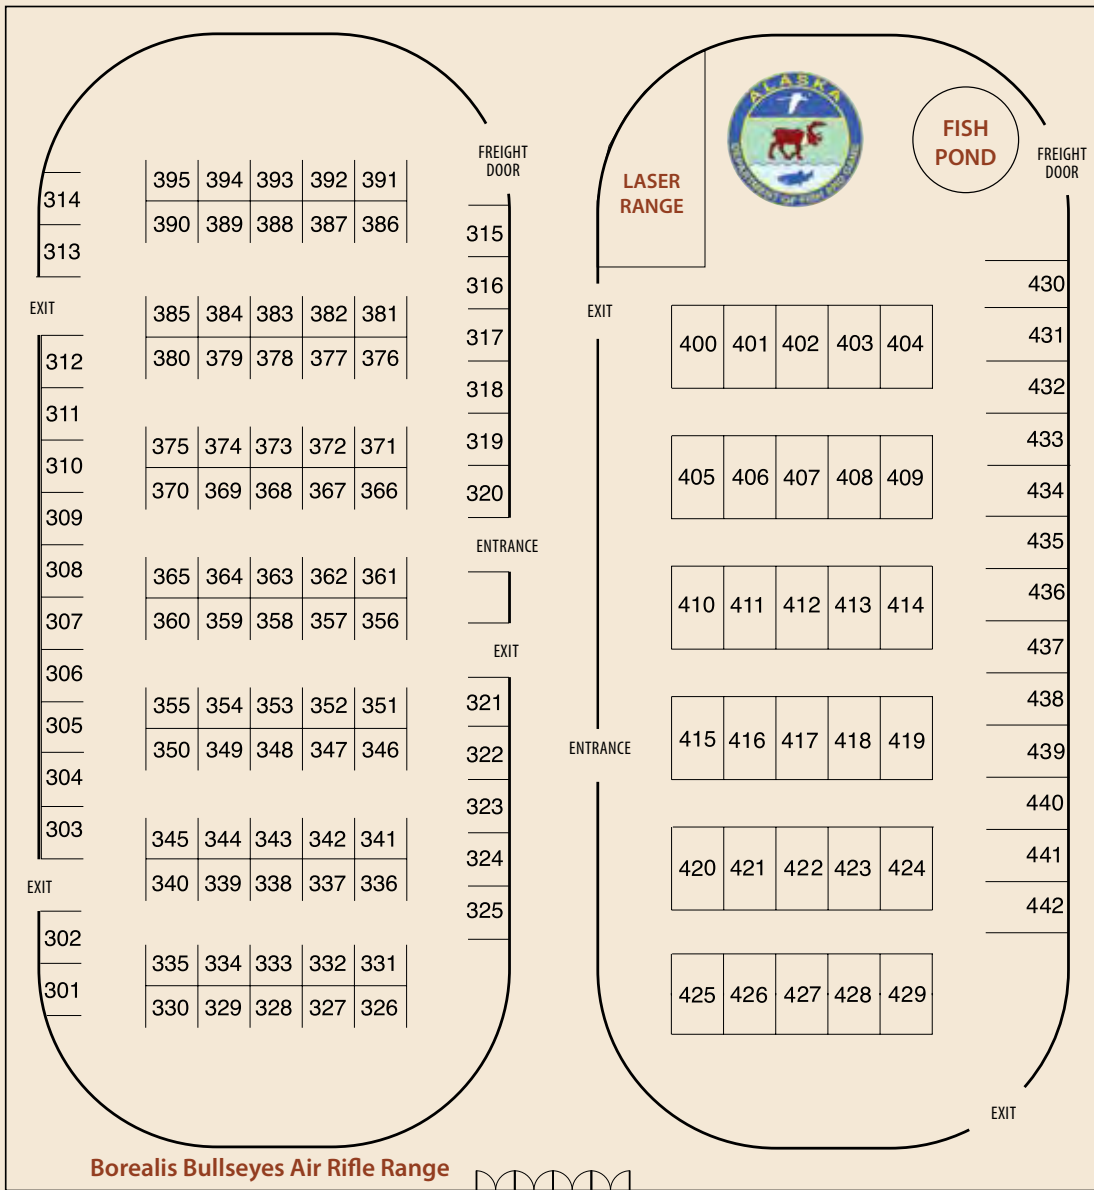 FREIGHT
DOOR
395 394 393 392 391
390 389 388 387 386
385 384 383 382 381
380 379 378 377 376
375 374 373 372 371
370 369 368 367 366
365 364 363 362 361
360 359 358 357 356
355 354 353 352 351
350 349 348 347 346
345 344 343 342 341
340 339 338 337 336
335 334 333 332 331
330 329 328 327 326
314
313
EXIT
312
311
310
309
308
307
306
305
304
303
EXIT
302
301
315
316
317
318
319
320
ENTRANCE
EXIT
321
322
323
324
325
LASER
RANGE
ALASKA
DEPARTMENT OF FISH AND GAME
FISH
POND
FREIGHT
DOOR
EXIT
400 401 402 403 404
405 406 407 408 409
410 411 412 413 414
415 416 417 418 419
ENTRANCE
420 421 422 423 424
425 426 427 428 429
430
431
432
433
434
435
436
437
438
439
440
441
442
EXIT
Borealis Bullseyes Air Rifle Range